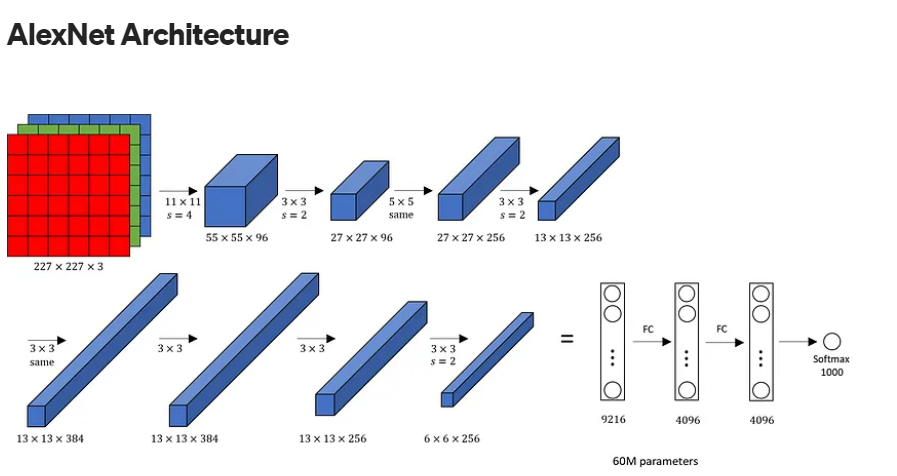 AlexNet Architecture
11 × 11
s = 4
3 × 3
s = 2
5 × 5
same
3 × 3
s = 2
55 × 55 × 96
27 × 27 × 96
27 × 27 × 256
13 × 13 × 256
227 × 227 × 3
3 × 3
same
3 × 3
3 × 3
3 × 3
s = 2
=
FC
FC
Softmax
1000
13 × 13 × 384
13 × 13 × 384
13 × 13 × 256
6 × 6 × 256
9216
4096
4096
60M parameters